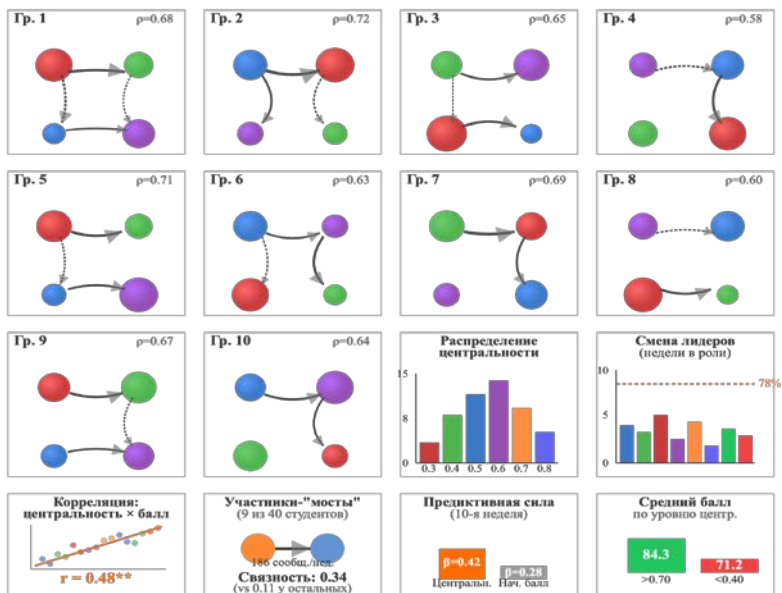 Гр. 1 ρ=0.68
Гр. 2 ρ=0.72
Гр. 3 ρ=0.65
Гр. 4 ρ=0.58
Гр. 5 ρ=0.71
Гр. 6 ρ=0.63
Гр. 7 ρ=0.69
Гр. 8 ρ=0.60
Гр. 9 ρ=0.67
Гр. 10 ρ=0.64
Распределение
центральности
15
8
0
0.3 0.4 0.5 0.6 0.7 0.8
Смена лидеров
(недели в роли)
10
78%
5
0
Корреляция:
центральность × балл
r = 0.48**
Участники-"мосты"
(9 из 40 студентов)
186 сообщ./нед.
Связность: 0.34
(vs 0.11 у остальных)
Предиктивная сила
(10-я неделя)
β=0.42
β=0.28
Центральн. Нач. балл
Средний балл
по уровню центр.
84.3
71.2
>0.70 <0.40